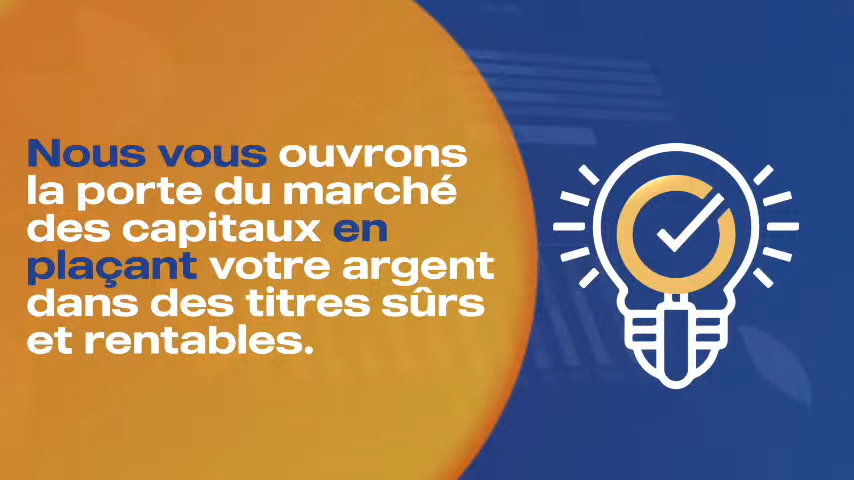 Nous vous ouvrons
la porte du marché
des capitaux en
plaçant votre argent
dans des titres sûrs
et rentables.